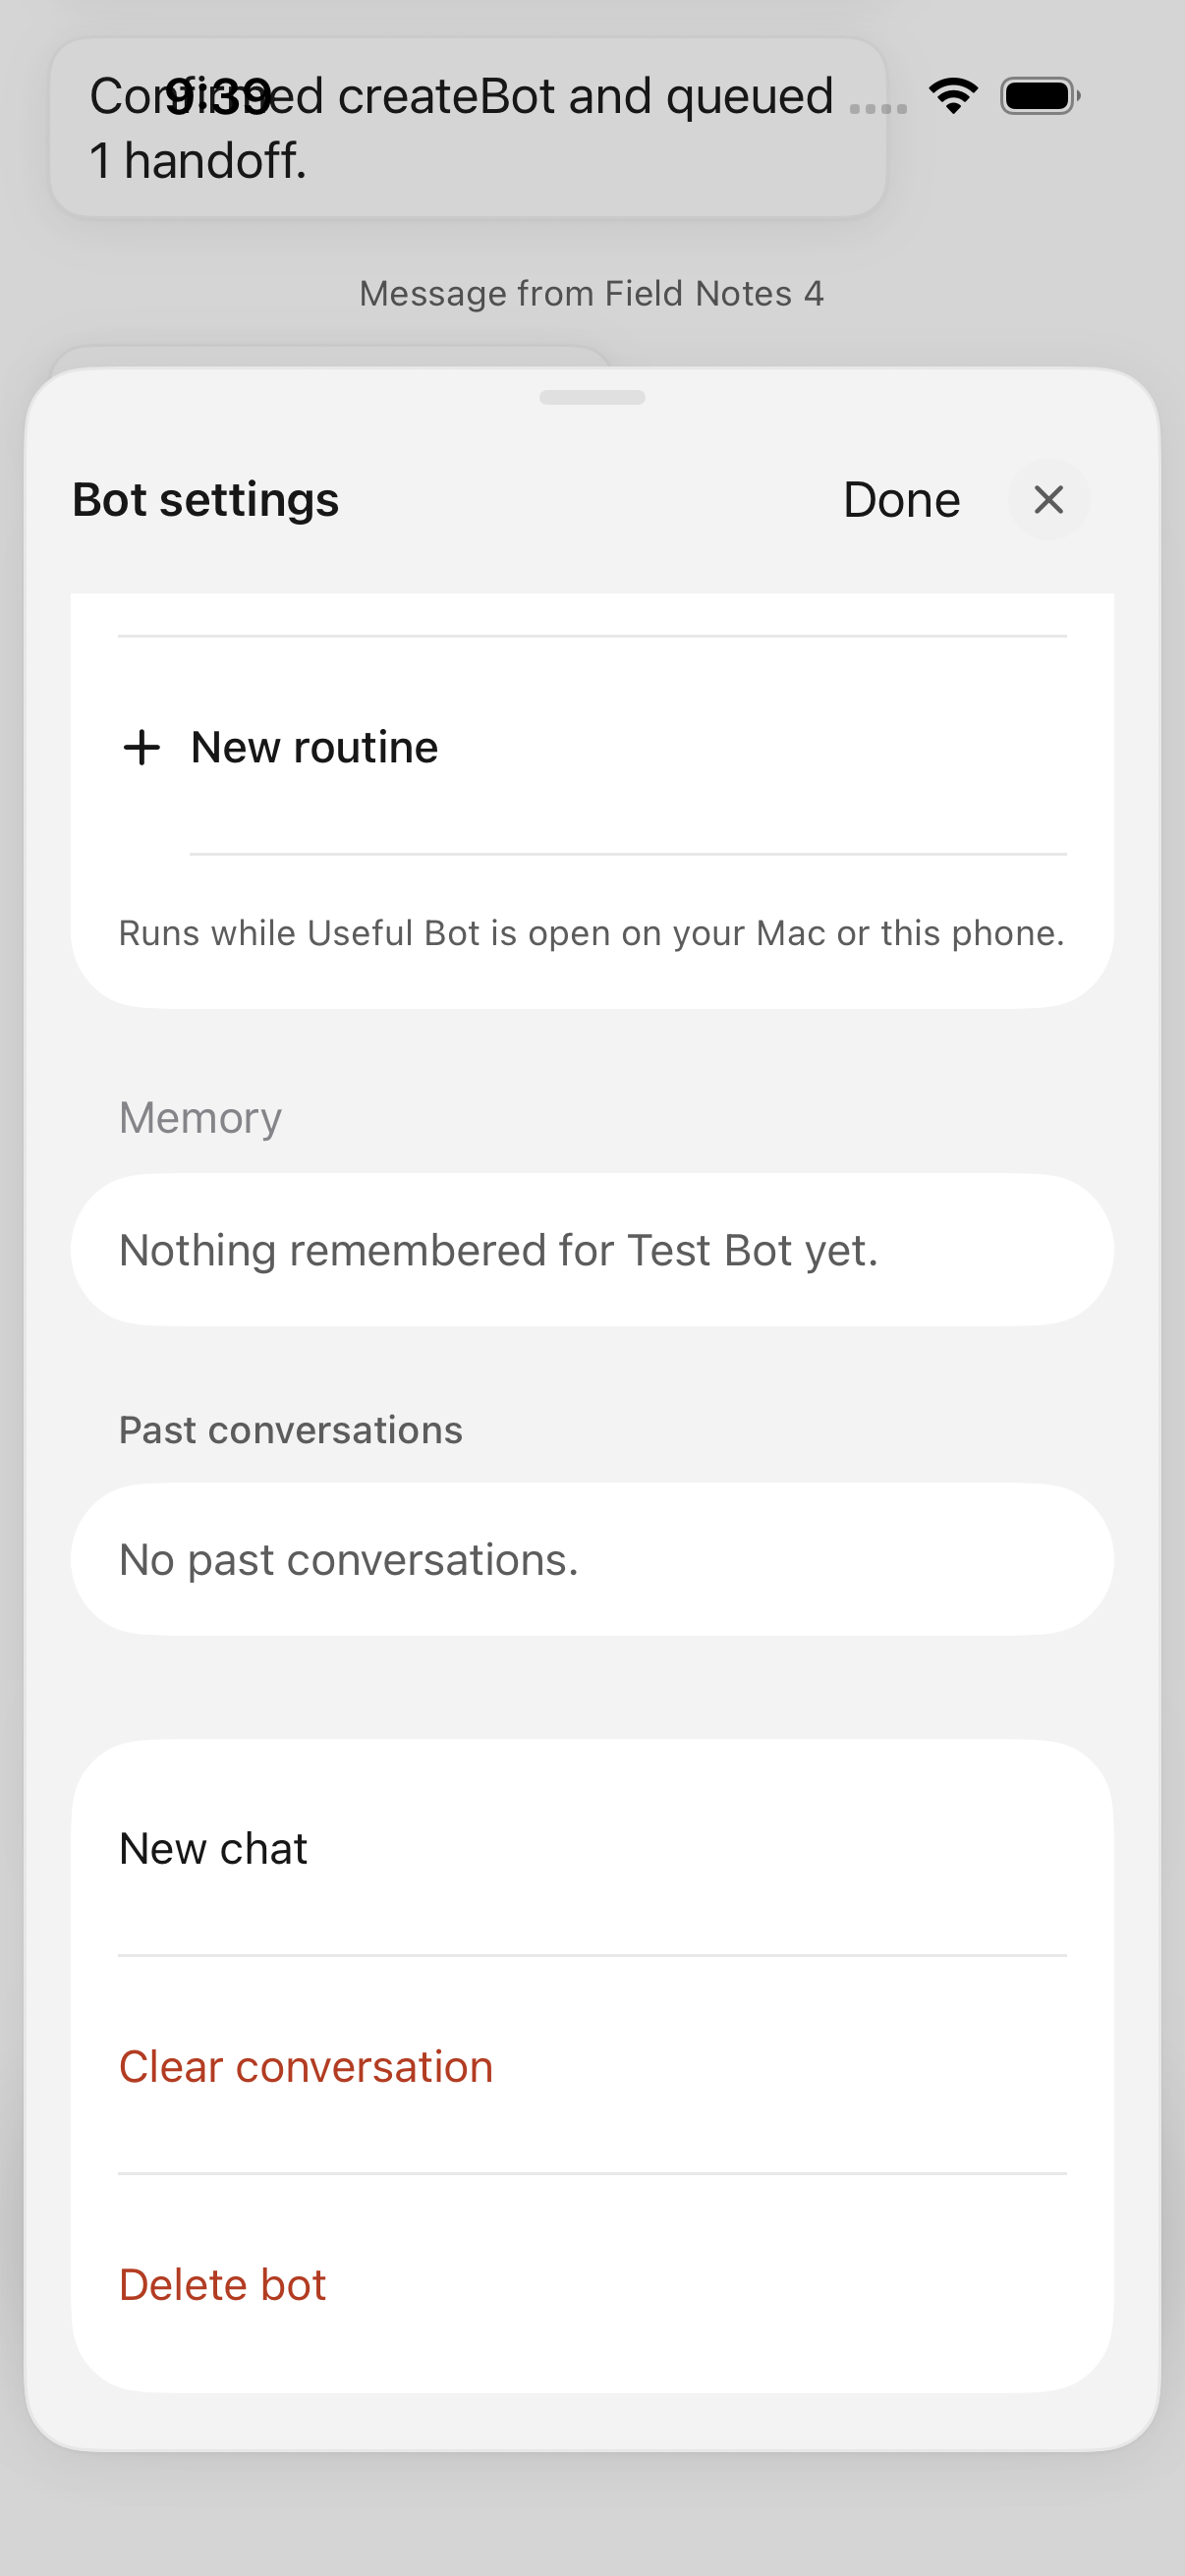 Confirmed createBot and queued
9:39
1 handoff.
Message from Field Notes 4
Bot settings
Done
New routine
Runs while Useful Bot is open on your Mac or this phone.
Memory
Nothing remembered for Test Bot yet.
Past conversations
No past conversations.
New chat
Clear conversation
Delete bot